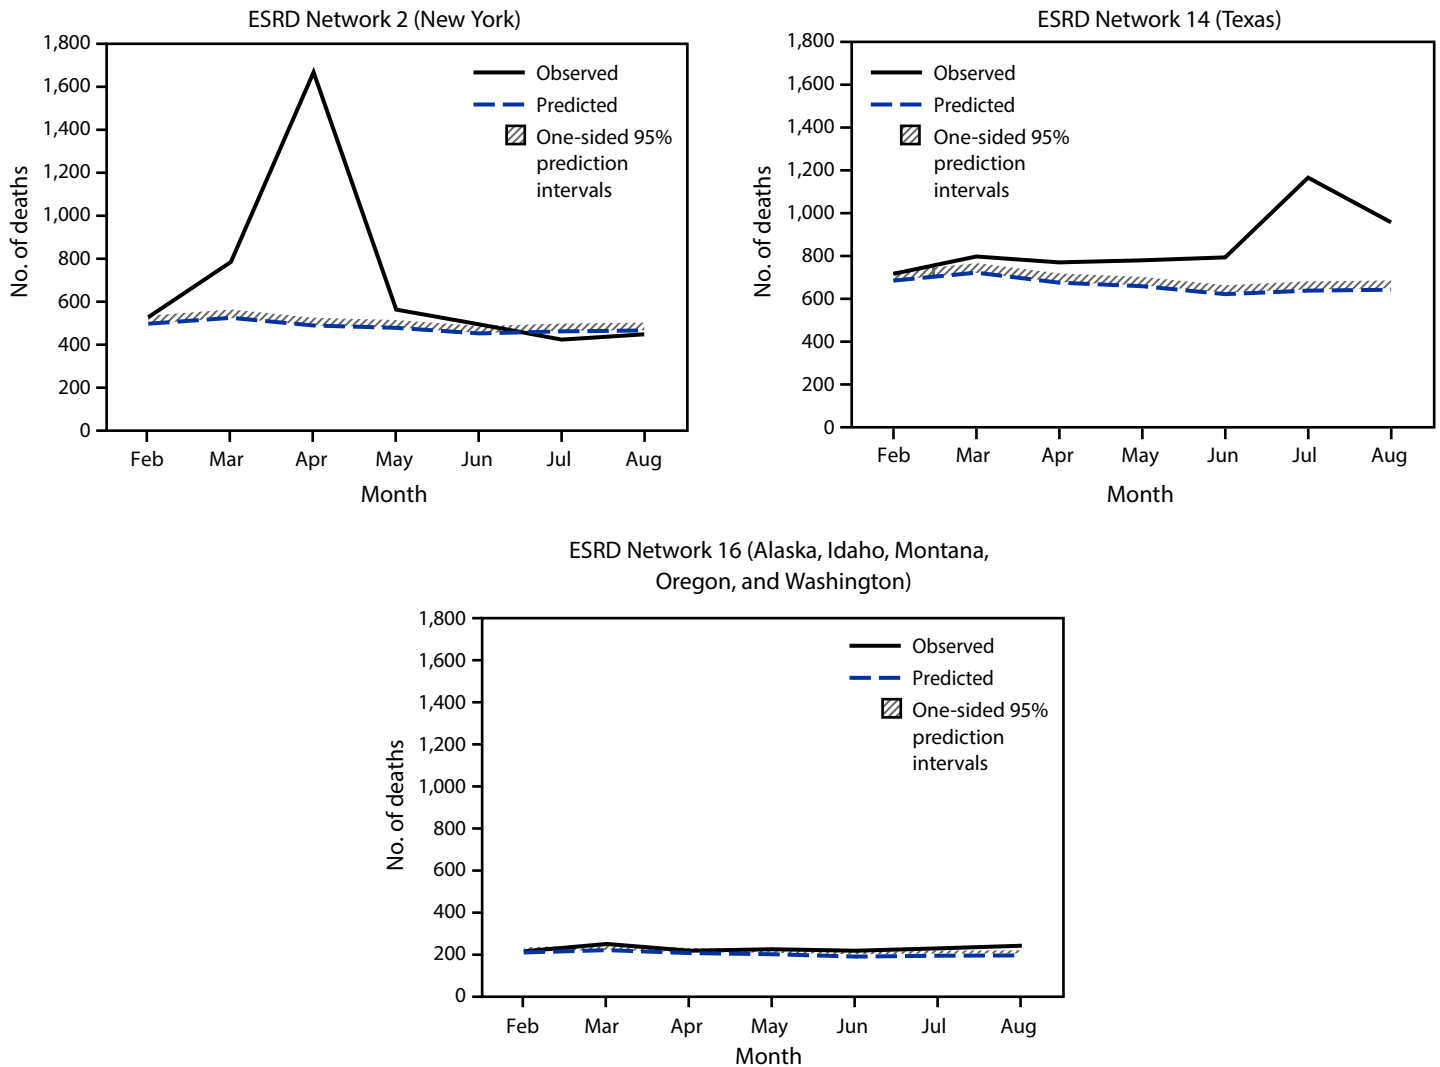 ESRD Network 2 (New York)
No. of deaths
1,800
1,600
1,400
1,200
1,000
800
600
400
200
0
Observed
Predicted
One-sided 95%
prediction
intervals
Feb Mar Apr May Jun Jul Aug
Month
ESRD Network 14 (Texas)
No. of deaths
1,800
1,600
1,400
1,200
1,000
800
600
400
200
0
Observed
Predicted
One-sided 95%
prediction
intervals
Feb Mar Apr May Jun Jul Aug
Month
ESRD Network 16 (Alaska, Idaho, Montana,
Oregon, and Washington)
No. of deaths
1,800
1,600
1,400
1,200
1,000
800
600
400
200
0
Observed
Predicted
One-sided 95%
prediction
intervals
Feb Mar Apr May Jun Jul Aug
Month